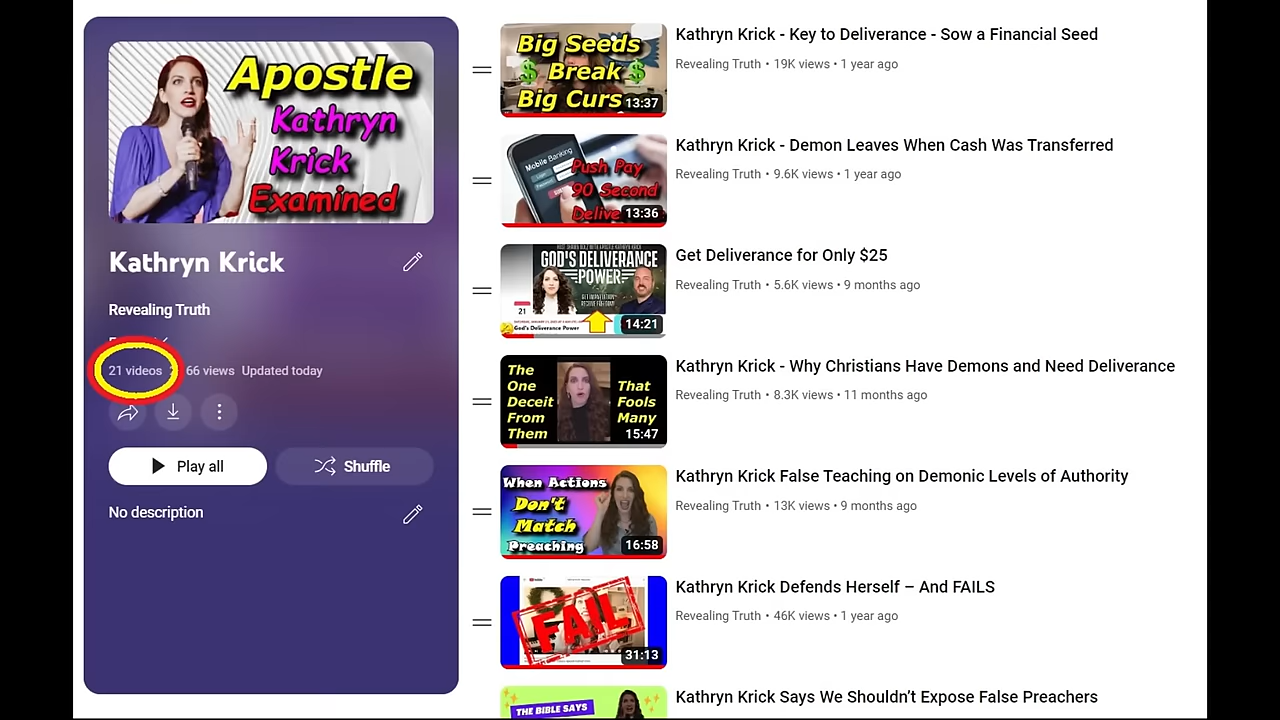 Apostle
Kathryn
Krick
Examined
Kathryn Krick
Revealing Truth
21 videos
66 views Updated today
Play all
Shuffle
No description
Big Seeds
$ Break $
Big Curs
13:37
Kathryn Krick - Key to Deliverance - Sow a Financial Seed
Revealing Truth • 19K views • 1 year ago
Mobile Banking
Push Pay
90 Second
Delive
13:36
Kathryn Krick - Demon Leaves When Cash Was Transferred
Revealing Truth • 9.6K views • 1 year ago
GOD'S DELIVERANCE
POWER
21
God's Deliverance Power
14:21
Get Deliverance for Only $25
Revealing Truth • 5.6K views • 9 months ago
The
One
Deceit
From
Them
That
Fools
Many
15:47
Kathryn Krick - Why Christians Have Demons and Need Deliverance
Revealing Truth • 8.3K views • 11 months ago
When Actions
Don't
Match
Preaching
16:58
Kathryn Krick False Teaching on Demonic Levels of Authority
Revealing Truth • 13K views • 9 months ago
FAIL
31:13
Kathryn Krick Defends Herself – And FAILS
Revealing Truth • 46K views • 1 year ago
THE BIBLE SAYS
Kathryn Krick Says We Shouldn't Expose False Preachers